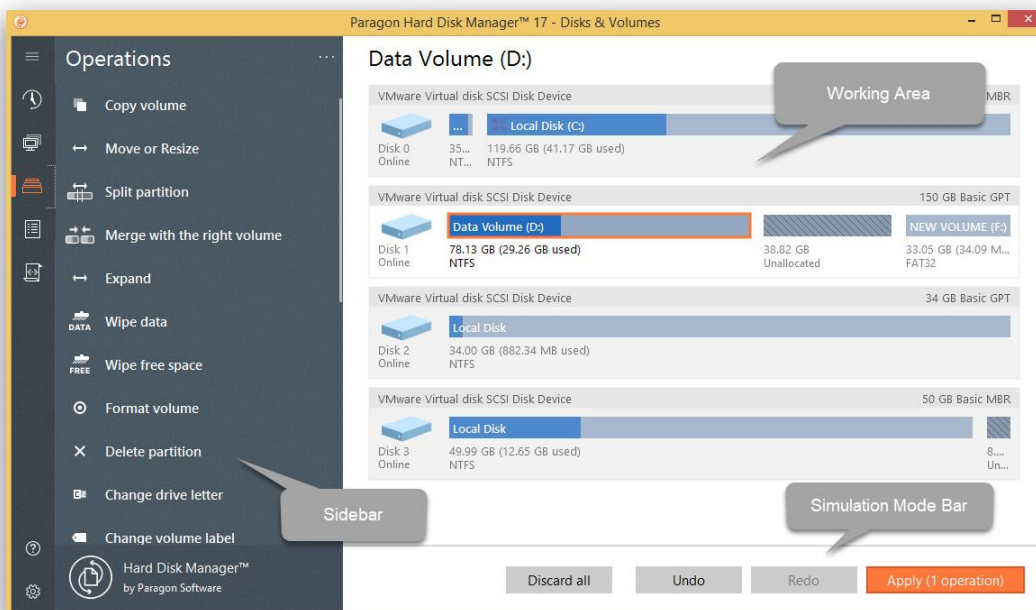 Paragon Hard Disk Manager™ 17 - Disks & Volumes
Operations
...
Copy volume
Move or Resize
Split partition
Merge with the right volume
Expand
DATA Wipe data
FREE Wipe free space
Format volume
Delete partition
Change drive letter
Change volume label
Hard Disk Manager™
by Paragon Software
Sidebar
Data Volume (D:)
Working Area
VMware Virtual disk SCSI Disk Device MBR
... Local Disk (C:)
Disk 0 35... 119.66 GB (41.17 GB used)
Online NT... NTFS
VMware Virtual disk SCSI Disk Device 150 GB Basic GPT
Data Volume (D:) NEW VOLUME (F:)
Disk 1 78.13 GB (29.26 GB used) 38.82 GB 33.05 GB (34.09 M...
Online NTFS Unallocated FAT32
VMware Virtual disk SCSI Disk Device 34 GB Basic GPT
Local Disk
Disk 2 34.00 GB (882.34 MB used)
Online NTFS
VMware Virtual disk SCSI Disk Device 50 GB Basic MBR
Local Disk
Disk 3 49.99 GB (12.65 GB used) 8....
Online NTFS Un...
Simulation Mode Bar
Discard all Undo Redo Apply (1 operation)